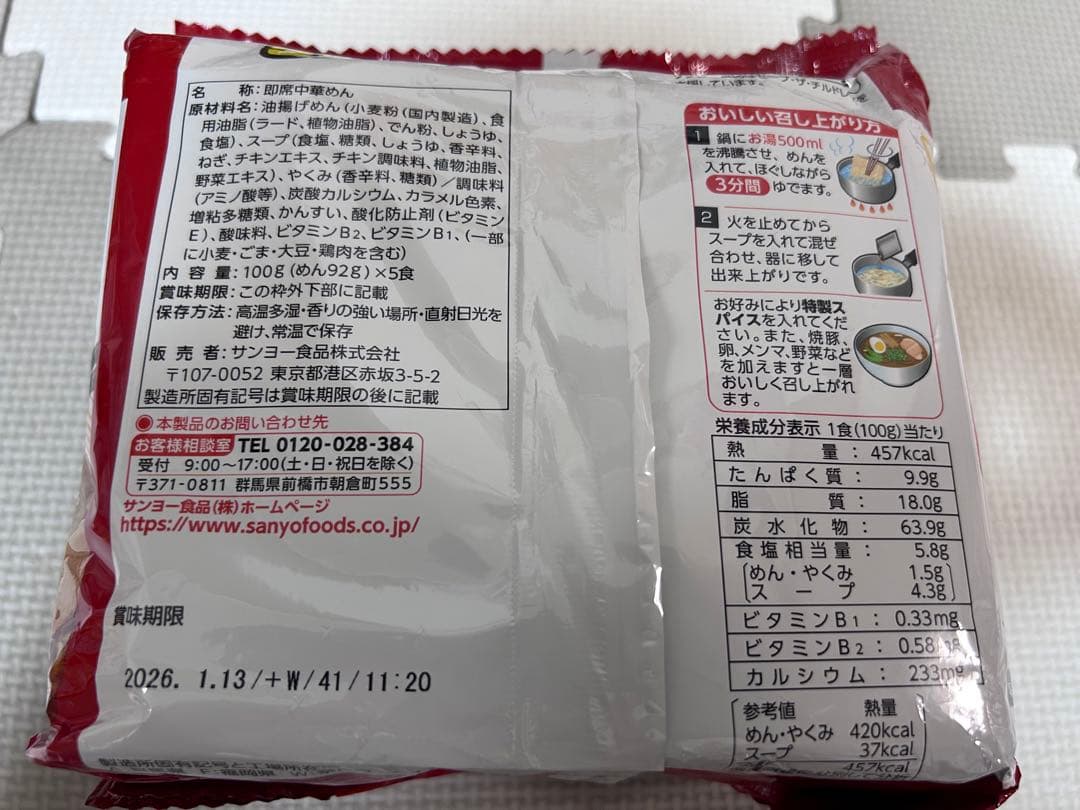 名称:即席中華めん
原材料名:油揚げめん(小麦粉(国内製造)、食
用油脂(ラード、植物油脂)、でん粉、しょうゆ、
食塩)、スープ(食塩、糖類、しょうゆ、香辛料、
ねぎ、チキンエキス、チキン調味料、植物油脂、
野菜エキス)、やくみ(香辛料、糖類)/調味料
(アミノ酸等)、炭酸カルシウム、カラメル色素、
増粘多糖類、かんすい、酸化防止剤(ビタミン
E)、酸味料、ビタミンB2、ビタミンB1、(一部
に小麦・ごま・大豆・鶏肉を含む)
内容量:100g(めん92g)×5食
賞味期限:この枠外下部に記載
保存方法:高温多湿・香りの強い場所・直射日光を
避け、常温で保存
販売者:サンヨー食品株式会社
〒107-0052 東京都港区赤坂3-5-2
製造所固有記号は賞味期限の後に記載
●本製品のお問い合わせ先
お客様相談室 TEL 0120-028-384
受付 9:00~17:00(土・日・祝日を除く)
〒371-0811 群馬県前橋市朝倉町555
サンヨー食品(株)ホームページ
https://www.sanyofoods.co.jp/
賞味期限
2026. 1.13/+W/41/11:20
製造所固有記号と工場所在
ています。
おいしい召し上がり方
1 鍋にお湯500ml
を沸騰させ、めんを
入れて、ほぐしながら
3分間 ゆでます。
2 火を止めてから
スープを入れて混ぜ
合わせ、器に移して
出来上がりです。
お好みにより特製ス
パイスを入れてくだ
さい。また、焼豚、
卵、メンマ、野菜など
を加えますと一層
おいしく召し上がれ
ます。
栄養成分表示 1食(100g)当たり
熱量:457kcal
たんぱく質:9.9g
脂質:18.0g
炭水化物:63.9g
食塩相当量:5.8g
めん・やくみ 1.5g
スープ 4.3g
ビタミンB1:0.33mg
ビタミンB2:0.58mg
カルシウム:233mg
参考値 熱量
めん・やくみ 420kcal
スープ 37kcal
457kcal